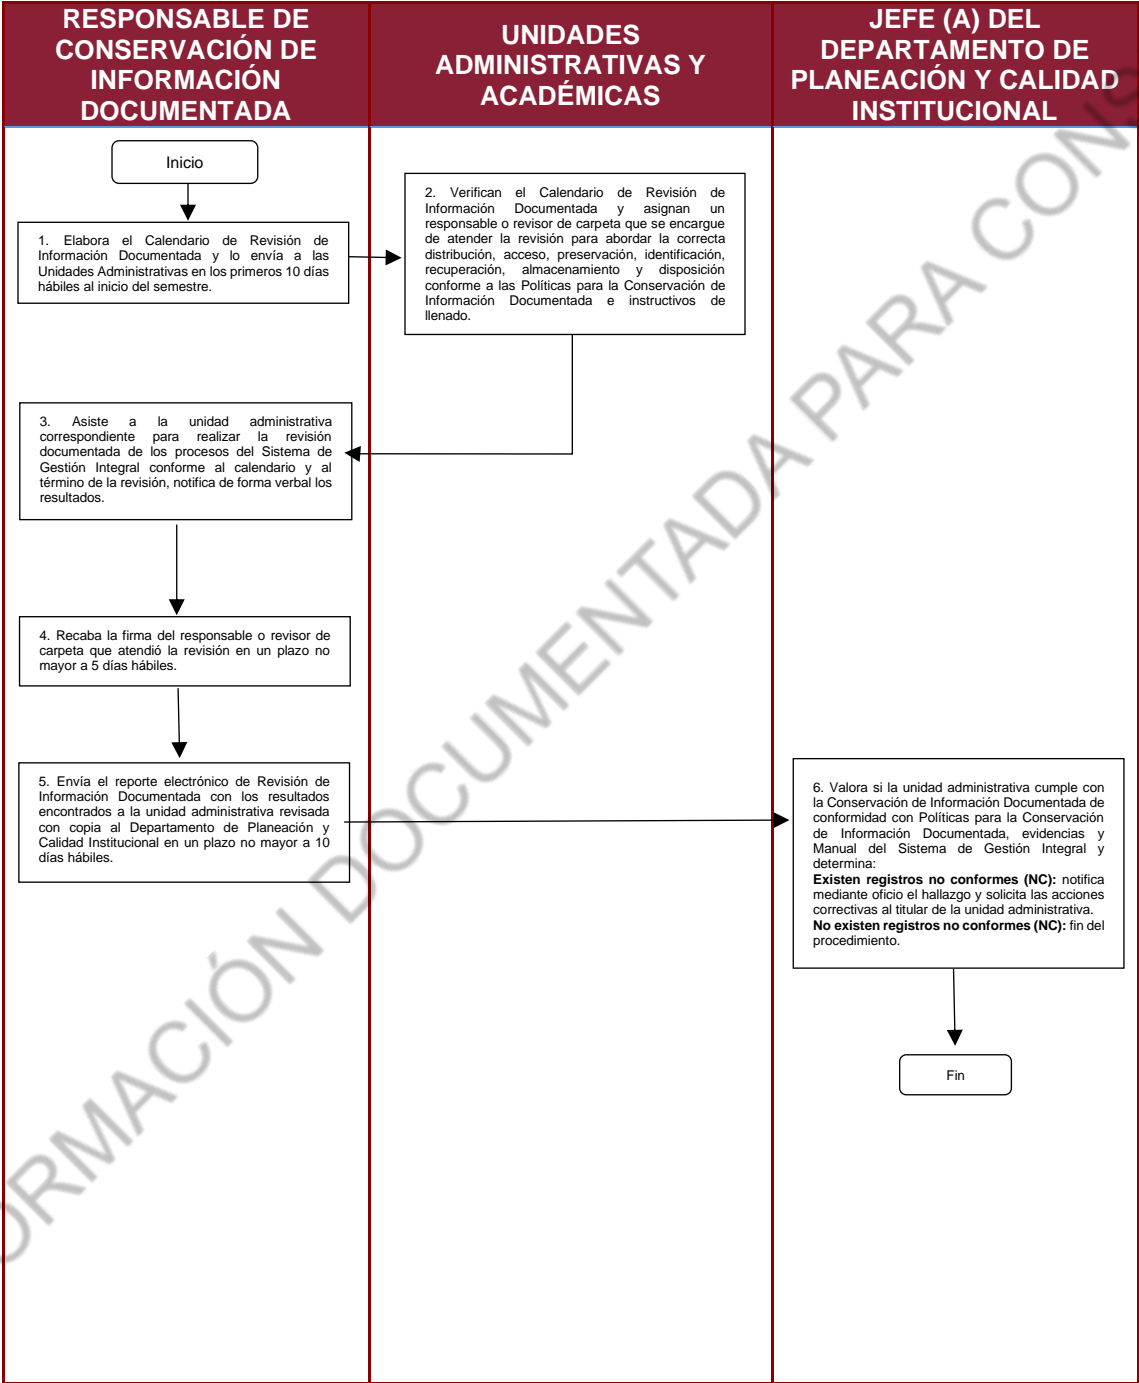 RESPONSABLE DE
CONSERVACIÓN DE
INFORMACIÓN
DOCUMENTADA
UNIDADES
ADMINISTRATIVAS Y
ACADÉMICAS
JEFE (A) DEL
DEPARTAMENTO DE
PLANEACIÓN Y CALIDAD
INSTITUCIONAL
Inicio
1. Elabora el Calendario de Revisión de
Información Documentada y lo envía a las
Unidades Administrativas en los primeros 10 días
hábiles al inicio del semestre.
2. Verifican el Calendario de Revisión de
Información Documentada y asignan un
responsable o revisor de carpeta que se encargue
de atender la revisión para abordar la correcta
distribución, acceso, preservación, identificación,
recuperación, almacenamiento y disposición
conforme a las Políticas para la Conservación de
Información Documentada e instructivos de
llenado.
3. Asiste a la unidad administrativa
correspondiente para realizar la revisión
documentada de los procesos del Sistema de
Gestión Integral conforme al calendario y al
término de la revisión, notifica de forma verbal los
resultados.
4. Recaba la firma del responsable o revisor de
carpeta que atendió la revisión en un plazo no
mayor a 5 días hábiles.
5. Envía el reporte electrónico de Revisión de
Información Documentada con los resultados
encontrados a la unidad administrativa revisada
con copia al Departamento de Planeación y
Calidad Institucional en un plazo no mayor a 10
días hábiles.
6. Valora si la unidad administrativa cumple con
la Conservación de Información Documentada de
conformidad con Políticas para la Conservación
de Información Documentada, evidencias y
Manual del Sistema de Gestión Integral y
determina:
Existen registros no conformes (NC): notifica
mediante oficio el hallazgo y solicita las acciones
correctivas al titular de la unidad administrativa.
No existen registros no conformes (NC): fin del
procedimiento.
Fin
ORMACIÓN DOCUMENTADA PARA CONS